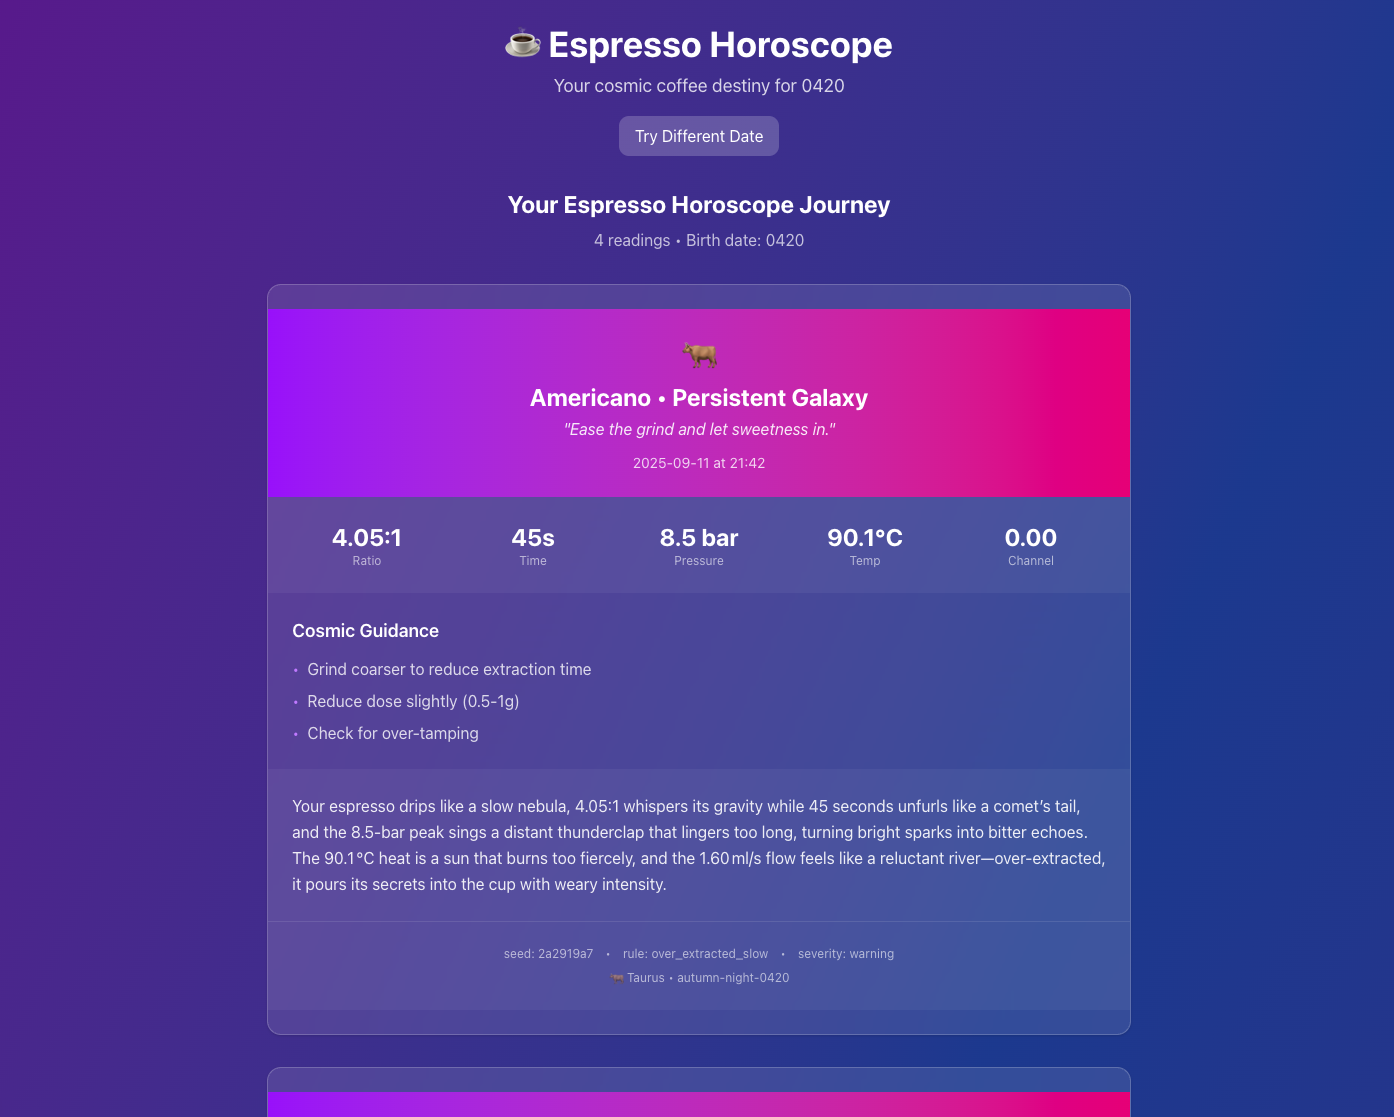 Espresso Horoscope
Your cosmic coffee destiny for 0420
Try Different Date
Your Espresso Horoscope Journey
4 readings • Birth date: 0420
Americano • Persistent Galaxy
"Ease the grind and let sweetness in."
2025-09-11 at 21:42
4.05:1 45s 8.5 bar 90.1°C 0.00
Ratio Time Pressure Temp Channel
Cosmic Guidance
• Grind coarser to reduce extraction time
• Reduce dose slightly (0.5-1g)
• Check for over-tamping
Your espresso drips like a slow nebula, 4.05:1 whispers its gravity while 45 seconds unfurls like a comet's tail,
and the 8.5-bar peak sings a distant thunderclap that lingers too long, turning bright sparks into bitter echoes.
The 90.1 °C heat is a sun that burns too fiercely, and the 1.60 ml/s flow feels like a reluctant river—over-extracted,
it pours its secrets into the cup with weary intensity.
seed: 2a2919a7 • rule: over_extracted_slow • severity: warning
Taurus • autumn-night-0420